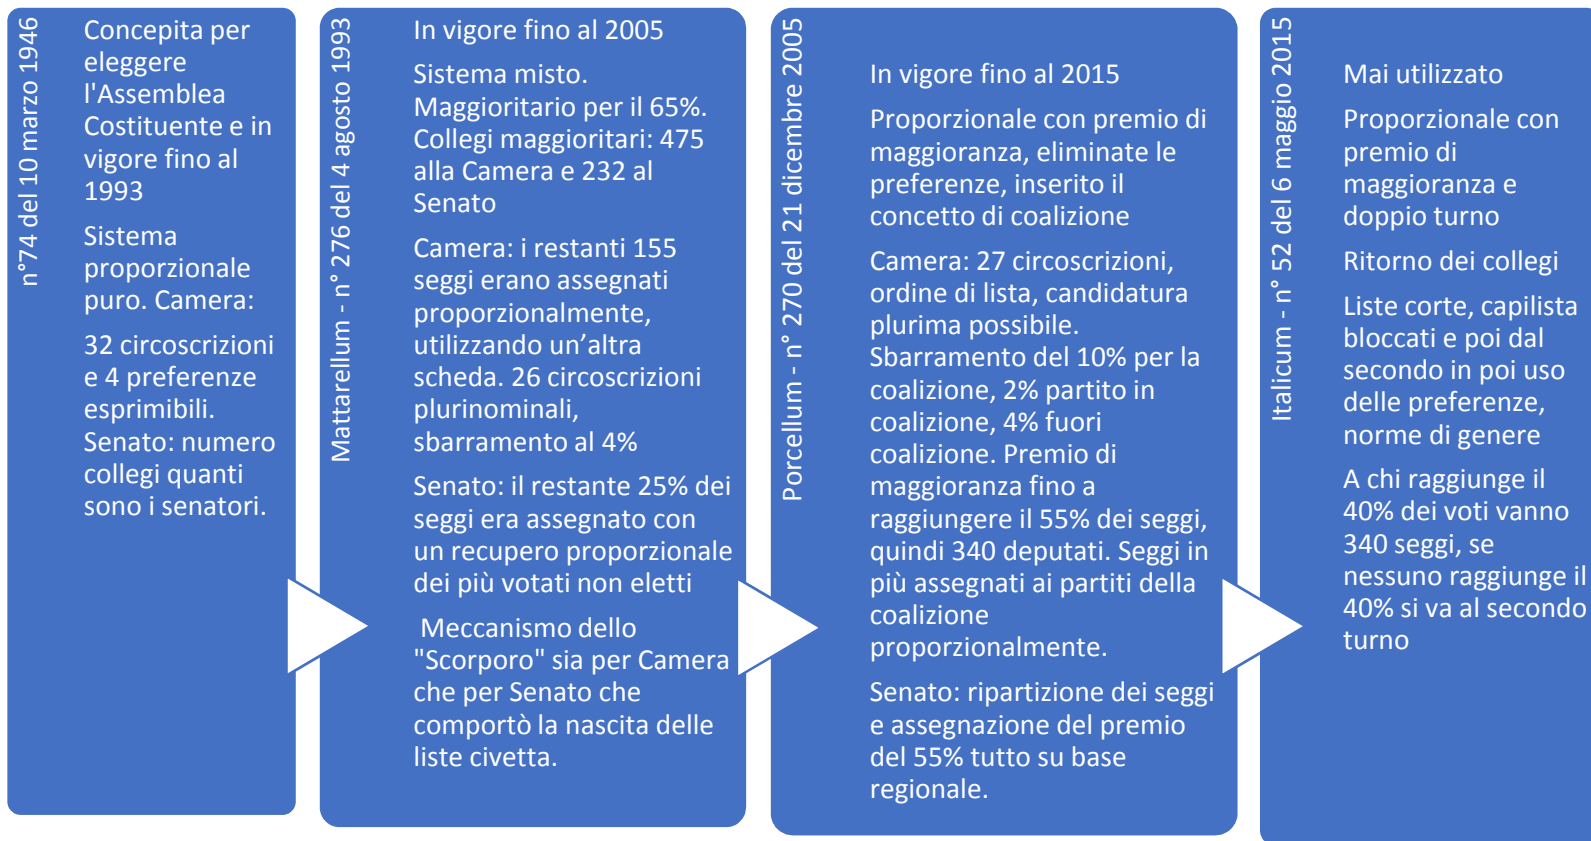 n°74 del 10 marzo 1946
Concepita per
eleggere
l'Assemblea
Costituente e in
vigore fino al
1993
Sistema
proporzionale
puro. Camera:
32 circoscrizioni
e 4 preferenze
esprimibili.
Senato: numero
collegi quanti
sono i senatori.
Mattarellum - n° 276 del 4 agosto 1993
In vigore fino al 2005
Sistema misto.
Maggioritario per il 65%.
Collegi maggioritari: 475
alla Camera e 232 al
Senato
Camera: i restanti 155
seggi erano assegnati
proporzionalmente,
utilizzando un’altra
scheda. 26 circoscrizioni
plurinominali,
sbarramento al 4%
Senato: il restante 25% dei
seggi era assegnato con
un recupero proporzionale
dei più votati non eletti
Meccanismo dello
"Scorporo" sia per Camera
che per Senato che
comportò la nascita delle
liste civetta.
Porcellum - n° 270 del 21 dicembre 2005
In vigore fino al 2015
Proporzionale con premio di
maggioranza, eliminate le
preferenze, inserito il
concetto di coalizione
Camera: 27 circoscrizioni,
ordine di lista, candidatura
plurima possibile.
Sbarramento del 10% per la
coalizione, 2% partito in
coalizione, 4% fuori
coalizione. Premio di
maggioranza fino a
raggiungere il 55% dei seggi,
quindi 340 deputati. Seggi in
più assegnati ai partiti della
coalizione
proporzionalmente.
Senato: ripartizione dei seggi
e assegnazione del premio
del 55% tutto su base
regionale.
Italicum - n° 52 del 6 maggio 2015
Mai utilizzato
Proporzionale con
premio di
maggioranza e
doppio turno
Ritorno dei collegi
Liste corte, capilista
bloccati e poi dal
secondo in poi uso
delle preferenze,
norme di genere
A chi raggiunge il
40% dei voti vanno
340 seggi, se
nessuno raggiunge il
40% si va al secondo
turno